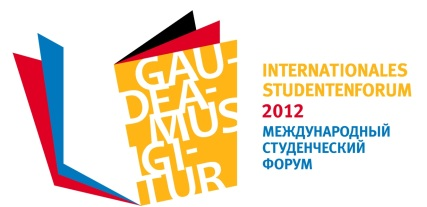 GAU-
DEA-
MUS
IGI-
TUR
INTERNATIONALES
STUDENTENFORUM
2012
МЕЖДУНАРОДНЫЙ
СТУДЕНЧЕСКИЙ
ФОРУМ